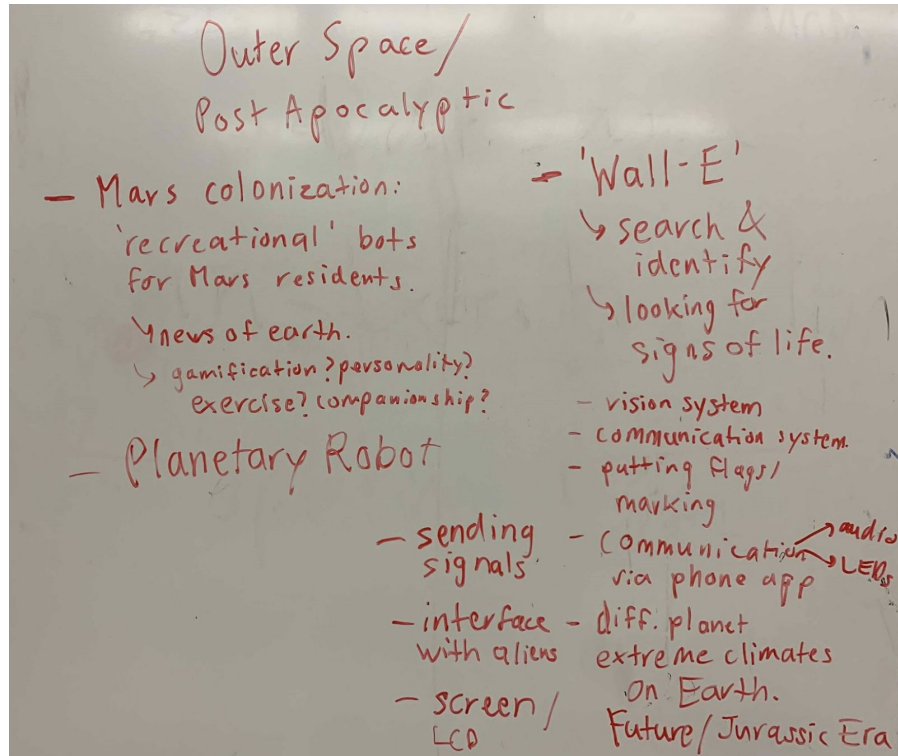 Outer Space/
Post Apocalyptic
- Mars colonization:
'recreational' bots
for Mars residents.
↳ news of earth.
↳ gamification? personality?
exercise? companionship?
- Planetary Robot
- 'Wall-E'
↳ search &
identify
↳ looking for
signs of life.
- vision system
- communication system.
- putting flags/
marking
- communication
via phone app
→ audio
→ LEDs
- diff. planet
extreme climates
on Earth.
Future/Jurassic Era
- sending
signals
- interface
with aliens
- screen/
LCD